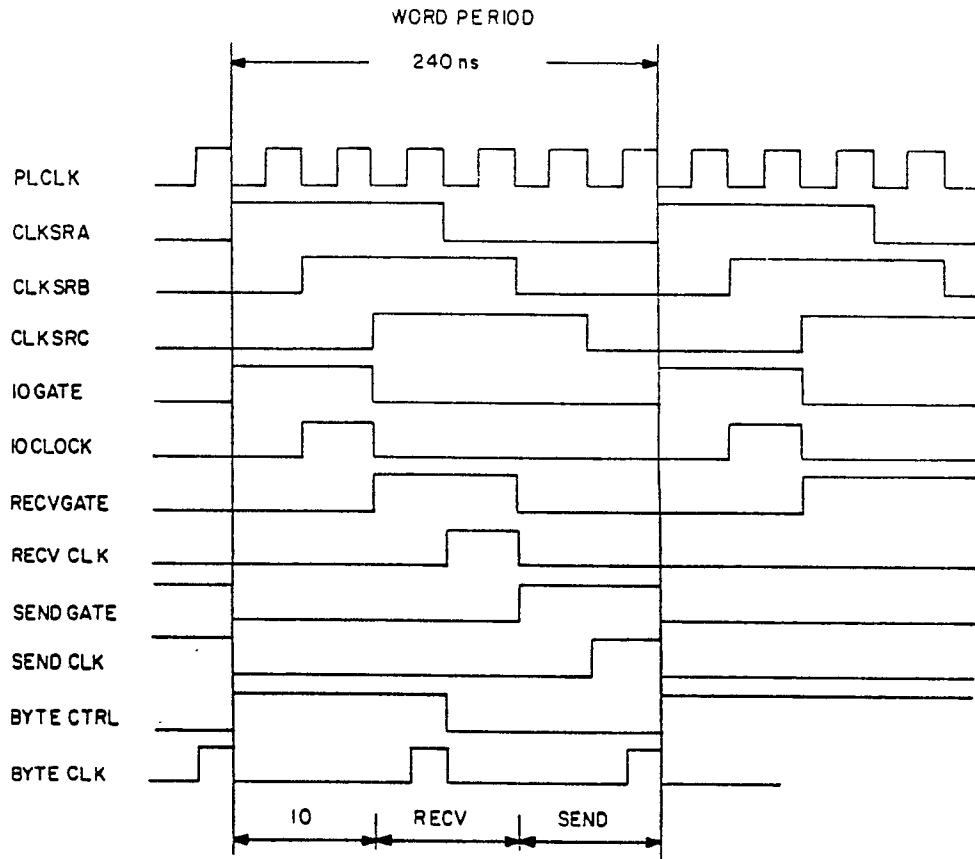 WORD PERIOD
240 ns
PLCLK
CLKSRA
CLKSRB
CLKSRC
IOGATE
IOCLOCK
RECVGATE
RECV CLK
SEND GATE
SEND CLK
BYTE CTRL
BYTE CLK
IO RECV SEND